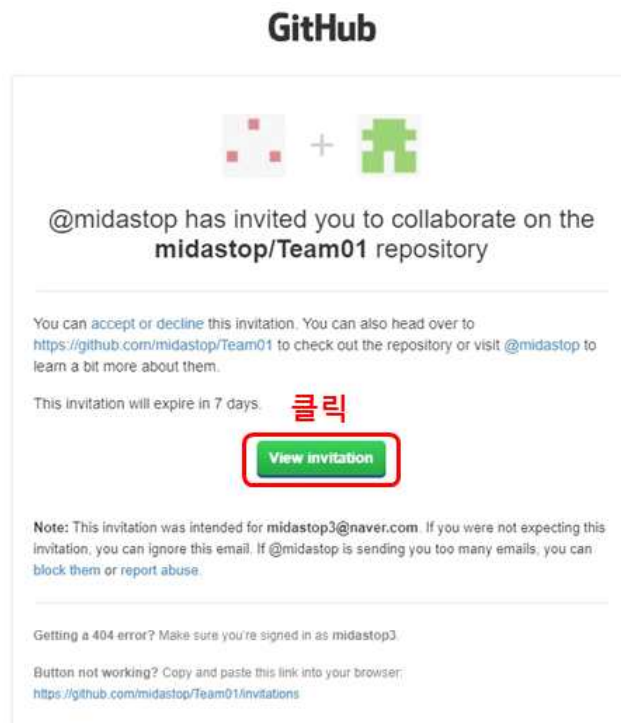 GitHub
@midastop has invited you to collaborate on the
midastop/Team01 repository
You can accept or decline this invitation. You can also head over to
https://github.com/midastop/Team01 to check out the repository or visit @midastop to
learn a bit more about them.
This invitation will expire in 7 days.
클릭
View invitation
Note: This invitation was intended for midastop3@naver.com. If you were not expecting this
invitation, you can ignore this email. If @midastop is sending you too many emails, you can
block them or report abuse.
Getting a 404 error? Make sure you're signed in as midastop3.
Button not working? Copy and paste this link into your browser:
https://github.com/midastop/Team01/invitations